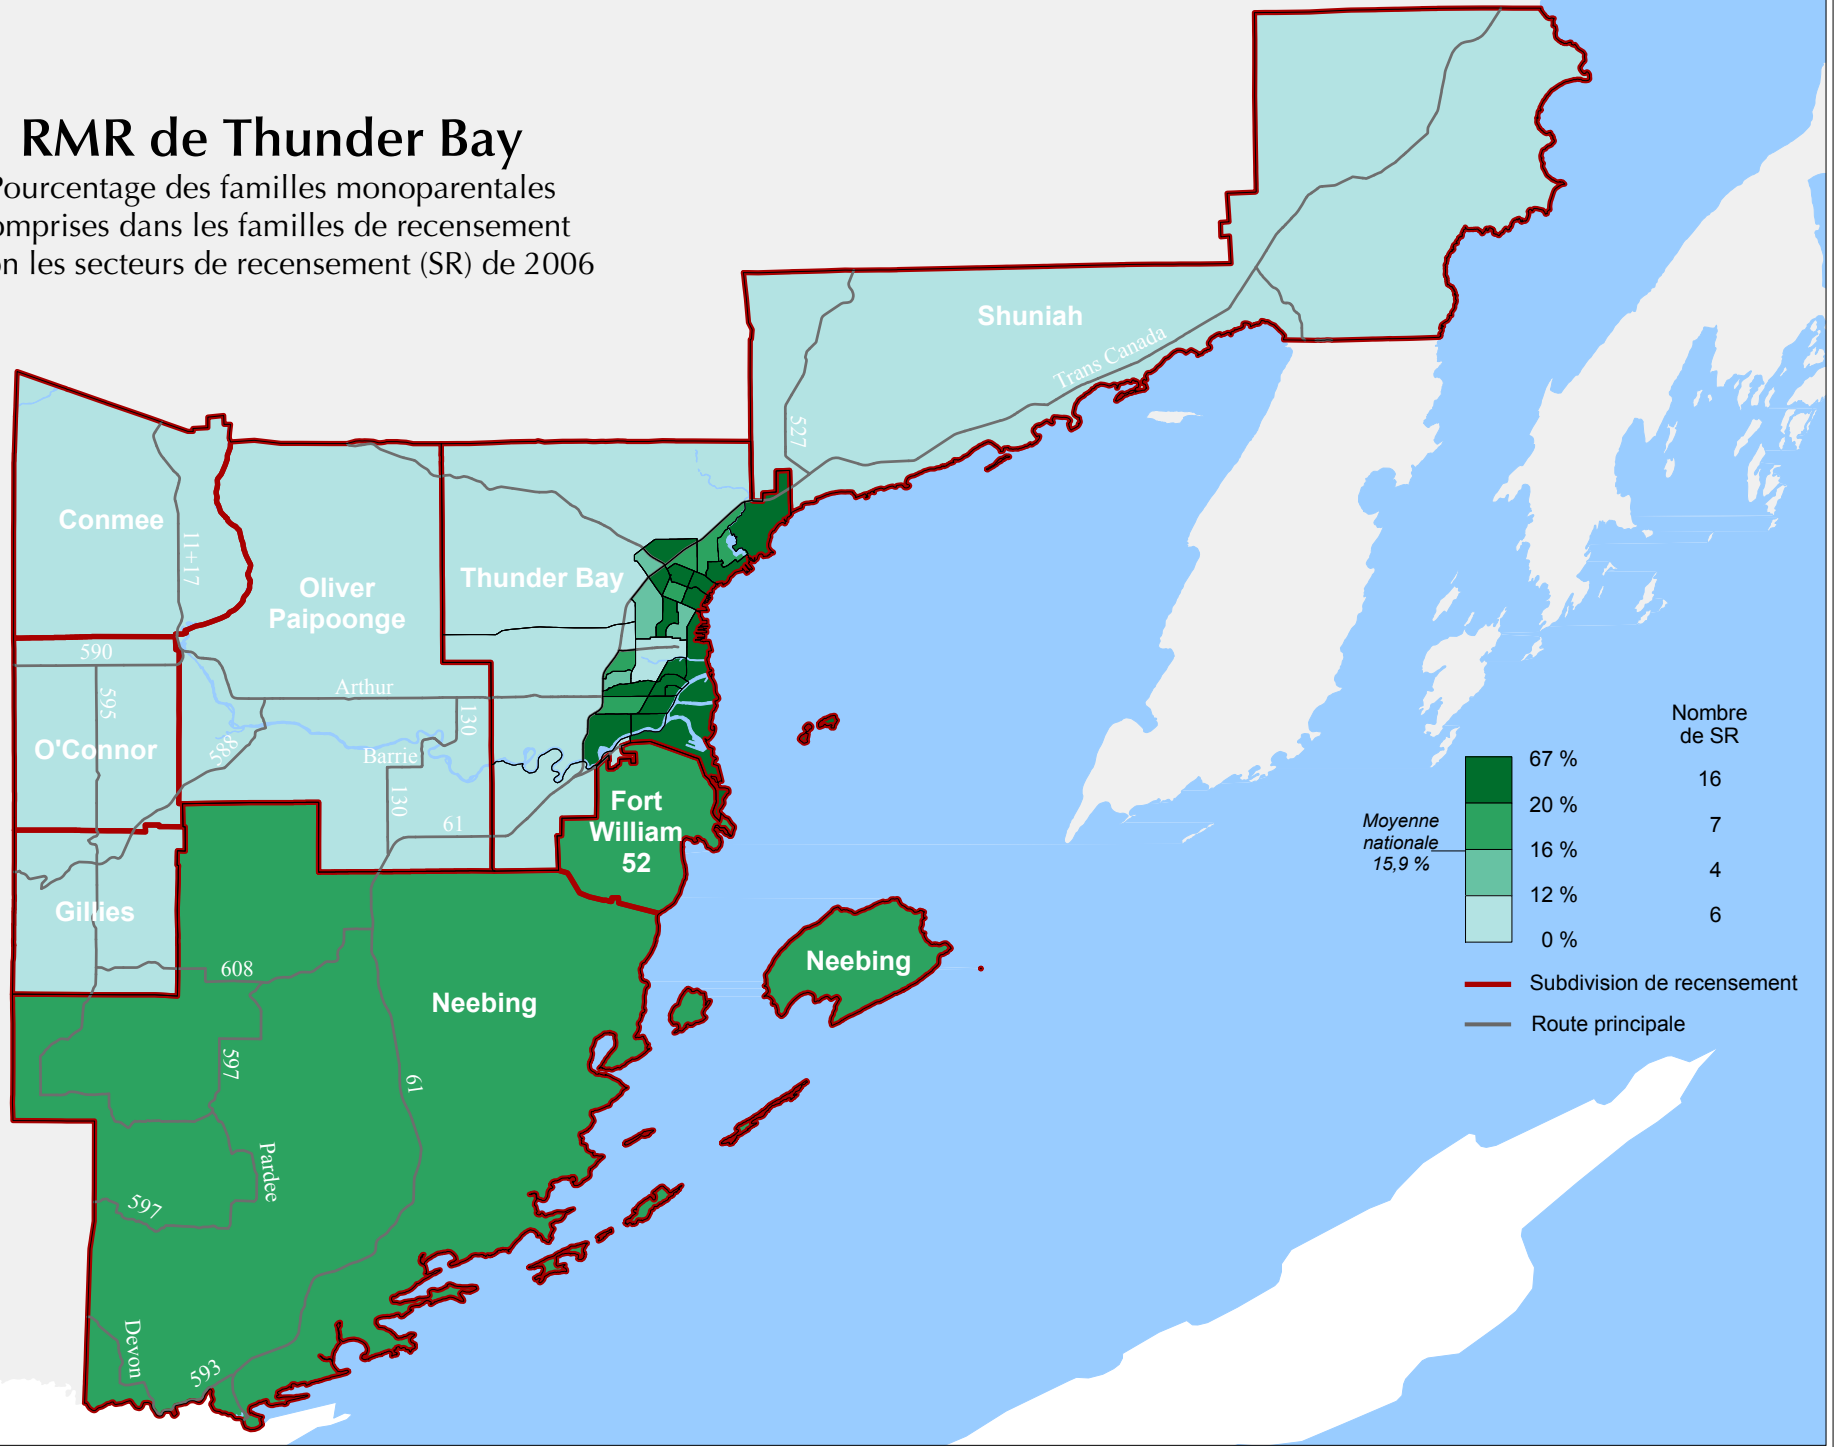 RMR de Thunder Bay
Pourcentage des familles monoparentales
omprises dans les familles de recensement
n les secteurs de recensement (SR) de 2006
Shuniah
Trans Canada
527
Conmee
11+17
Oliver
Paipoonge
Thunder Bay
590
595
Arthur
130
O'Connor
588
Barrie
130
61
Fort
William
52
Gillies
608
Neebing
Neebing
597
61
Pardee
597
Devon
593
Nombre
de SR
67 %
16
20 %
7
16 %
4
12 %
6
0 %
Moyenne
nationale
15,9 %
Subdivision de recensement
Route principale